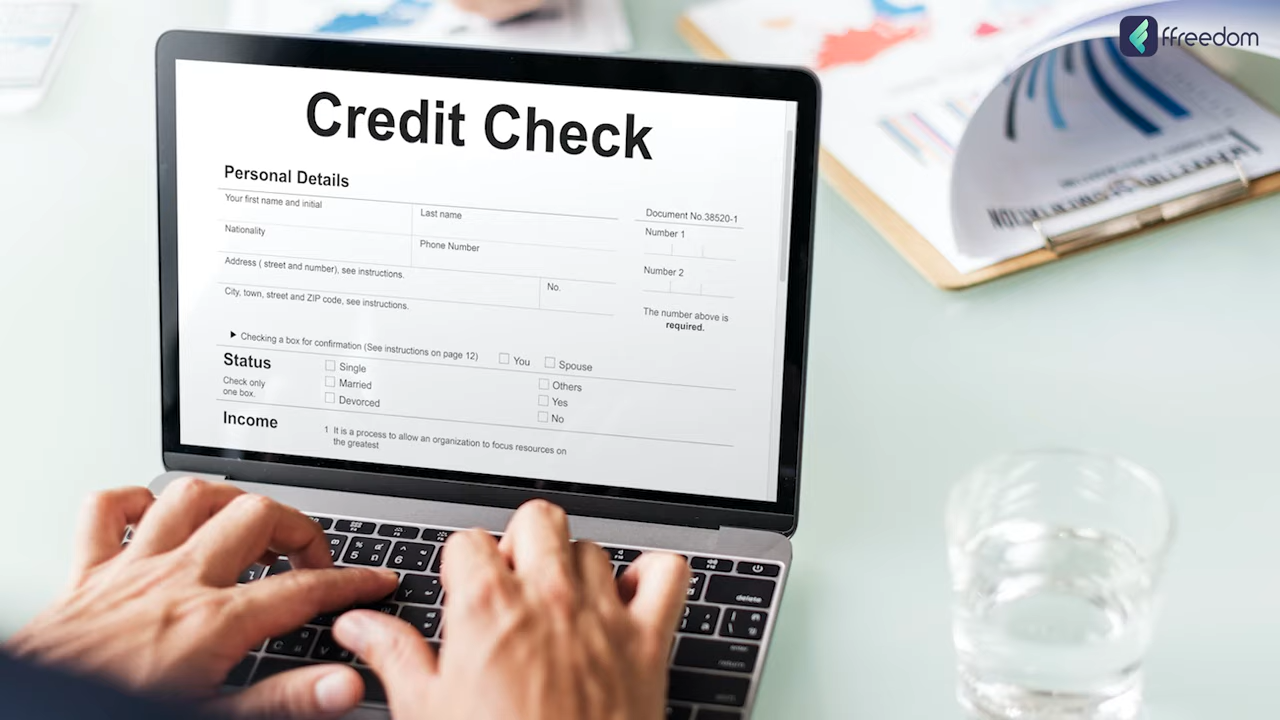 ffreedom
Credit Check
Personal Details
Your first name and initial
Last name
Document No.38520-1
Nationality
Phone Number
Number 1
Address ( street and number), see instructions.
No.
Number 2
City, town, street and ZIP code, see instructions.
The number above is
required.
Checking a box for confirmation (See instructions on page 12)
You
Spouse
Status
Check only
one box.
Single
Married
Devorced
Others
Yes
No
Income
1 It is a process to allow an organization to focus resources on
the greatest
delete
return